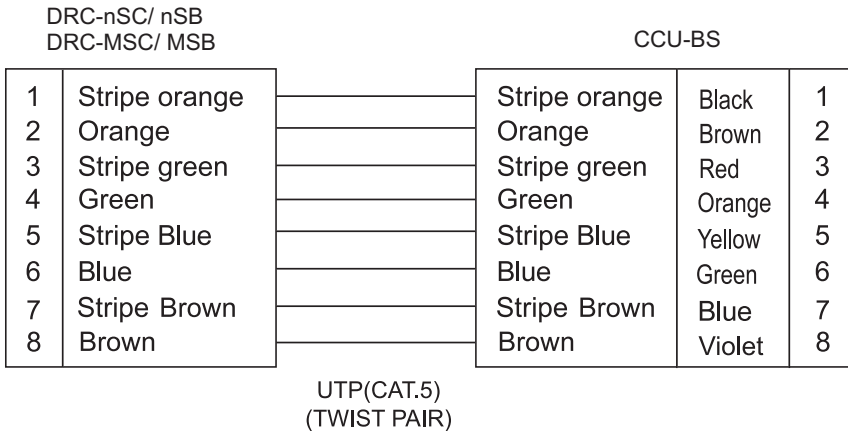 DRC-nSC/ nSB
DRC-MSC/ MSB
CCU-BS
1 Stripe orange Stripe orange Black 1
2 Orange Orange Brown 2
3 Stripe green Stripe green Red 3
4 Green Green Orange 4
5 Stripe Blue Stripe Blue Yellow 5
6 Blue Blue Green 6
7 Stripe Brown Stripe Brown Blue 7
8 Brown Brown Violet 8
UTP(CAT.5)
(TWIST PAIR)